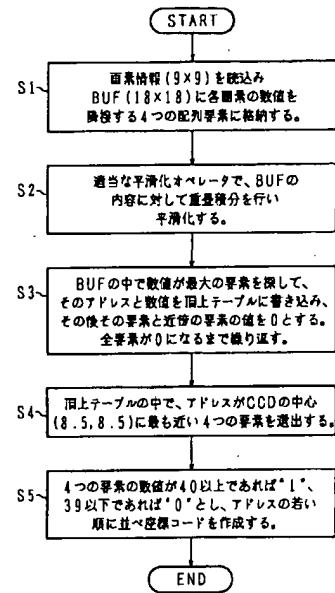 START
S1
画素情報(9×9)を読込み
BUF(18×18)に各画素の数値を
隣接する4つの配列要素に格納する。
S2
適当な平滑化オペレータで、BUFの
内容に対して重畳積分を行い
平滑化する。
S3
BUFの中で数値が最大の要素を探して、
そのアドレスと数値を頂上テーブルに書き込み、
その後その要素と近傍の要素の値を0とする。
全要素が0になるまで繰り返す。
S4
頂上テーブルの中で、アドレスがCCDの中心
(8.5,8.5)に最も近い4つの要素を選出する。
S5
4つの要素の数値が40以上であれば"1"、
39以下であれば"0"とし、アドレスの若い
順に並べ座標コードを作成する。
END